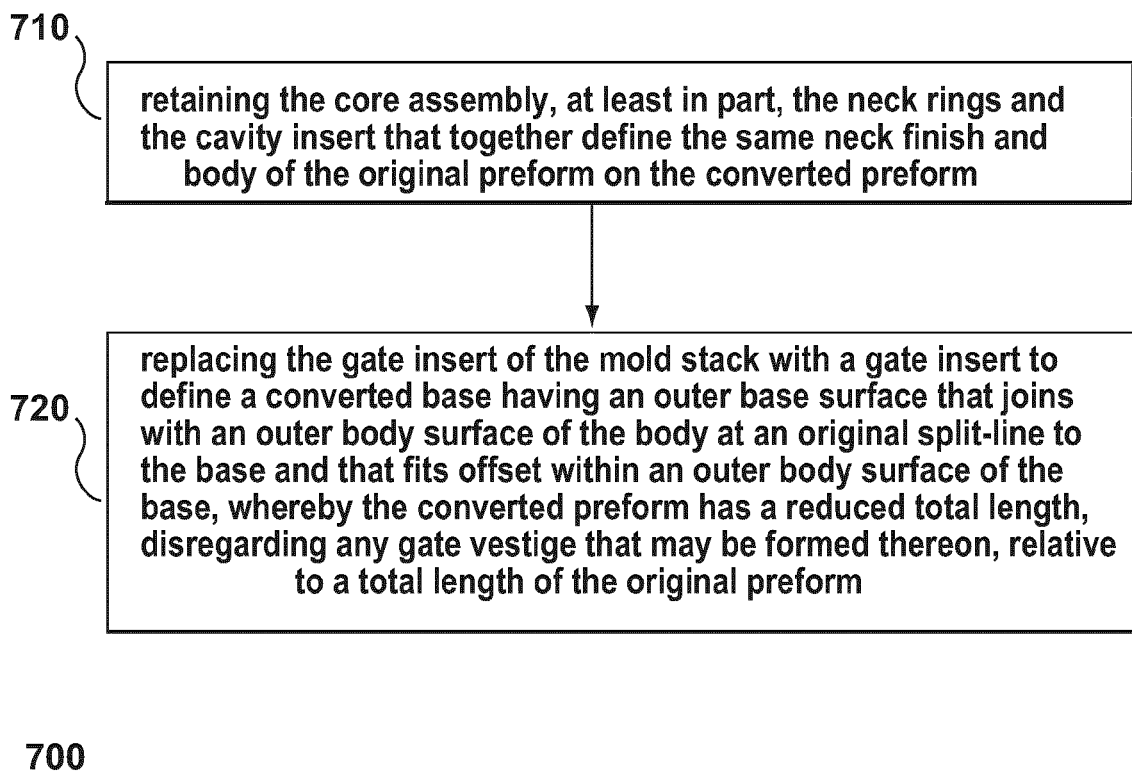 710
retaining the core assembly, at least in part, the neck rings and
the cavity insert that together define the same neck finish and
body of the original preform on the converted preform
720
replacing the gate insert of the mold stack with a gate insert to
define a converted base having an outer base surface that joins
with an outer body surface of the body at an original split-line to
the base and that fits offset within an outer body surface of the
base, whereby the converted preform has a reduced total length,
disregarding any gate vestige that may be formed thereon, relative
to a total length of the original preform
700